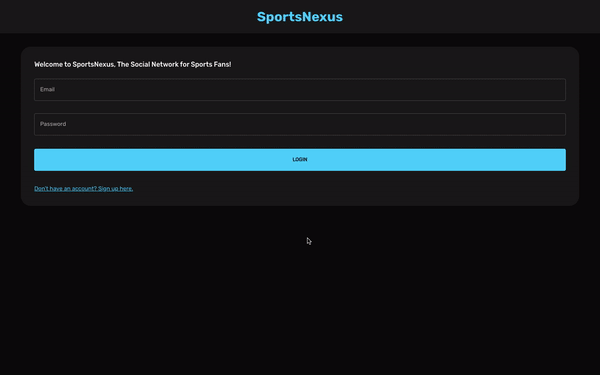 SportsNexus
Welcome to SportsNexus, The Social Network for Sports Fans!
Email
Password
LOGIN
Don't have an account? Sign up here.